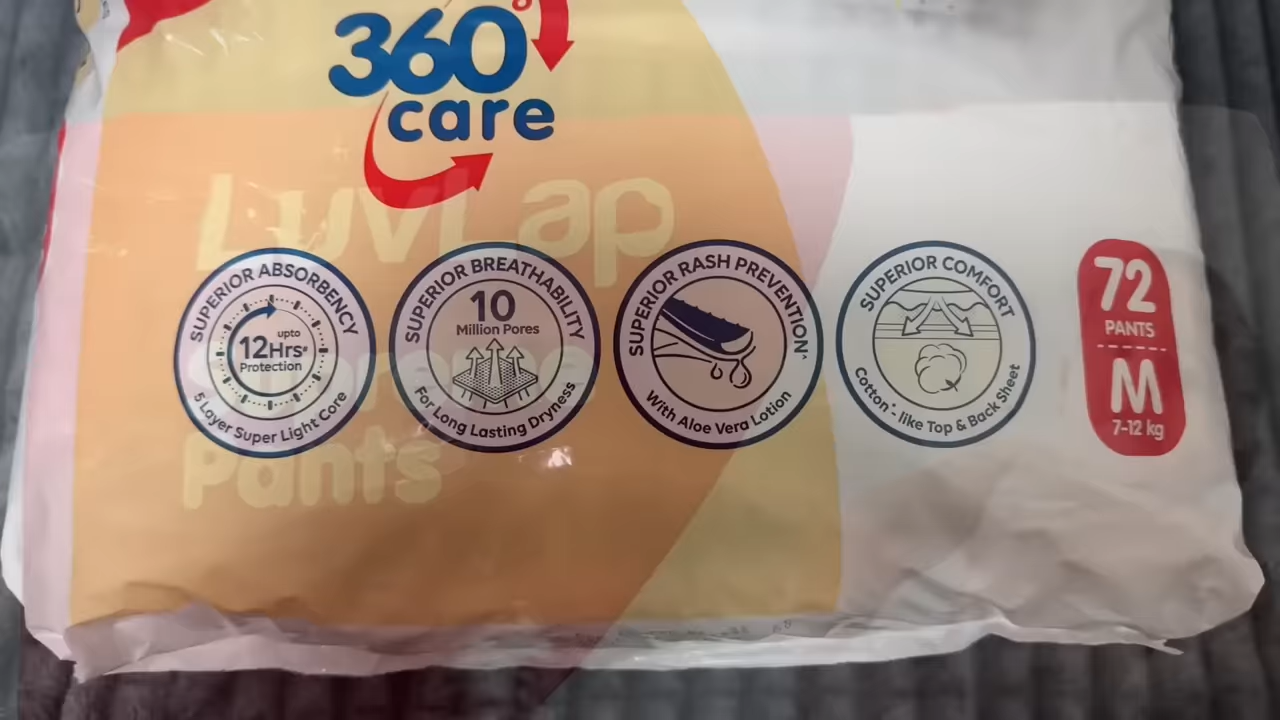 360°
care
LuvLap
Supreme
Pants
SUPERIOR ABSORBENCY
upto
12Hrs#
Protection
5 Layer Super Light Core
SUPERIOR BREATHABILITY
10
Million Pores
For Long Lasting Dryness
SUPERIOR RASH PREVENTION^
With Aloe Vera Lotion
SUPERIOR COMFORT
Cotton~- like Top & Back Sheet
72
PANTS
M
7-12 kg